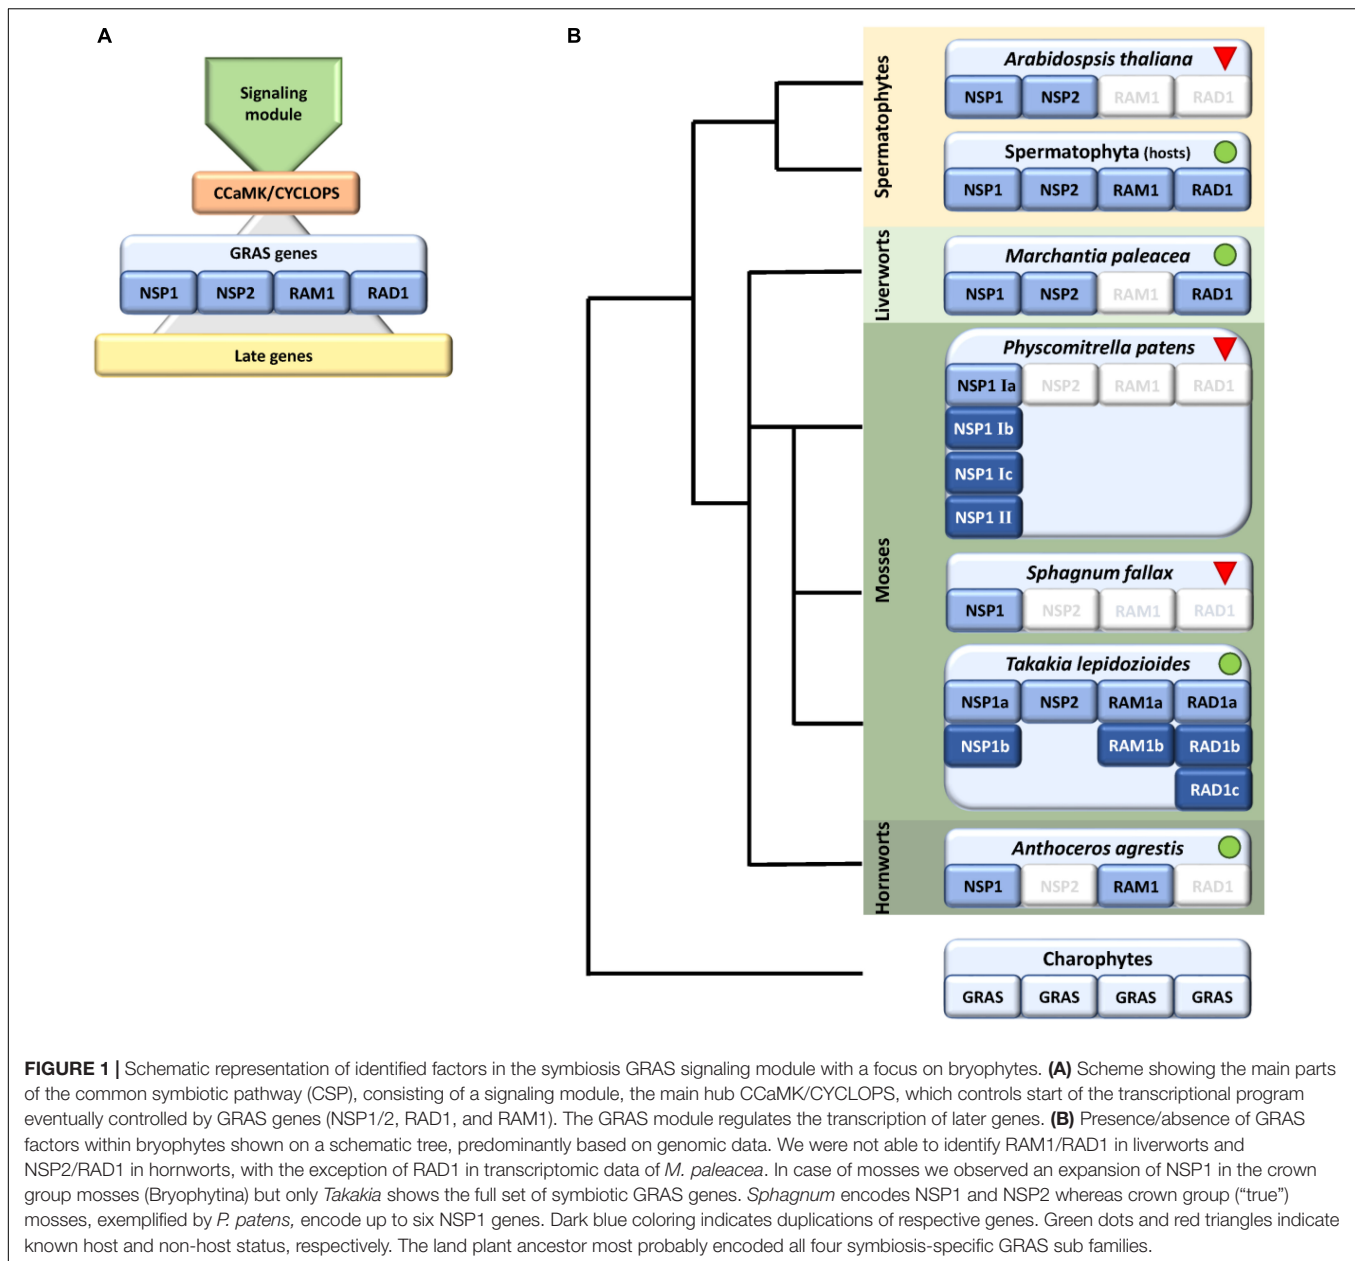 A
B
Signaling
module
CCaMK/CYCLOPS
GRAS genes
NSP1 NSP2 RAM1 RAD1
Late genes
Spermatophytes
Arabidospsis thaliana
NSP1 NSP2 RAM1 RAD1
Spermatophyta (hosts)
NSP1 NSP2 RAM1 RAD1
Liverworts
Marchantia paleacea
NSP1 NSP2 RAM1 RAD1
Mosses
Physcomitrella patens
NSP1 Ia NSP2 RAM1 RAD1
NSP1 Ib
NSP1 Ic
NSP1 II
Sphagnum fallax
NSP1 NSP2 RAM1 RAD1
Takakia lepidozioides
NSP1a NSP2 RAM1a RAD1a
NSP1b RAM1b RAD1b
RAD1c
Hornworts
Anthoceros agrestis
NSP1 NSP2 RAM1 RAD1
Charophytes
GRAS GRAS GRAS GRAS
FIGURE 1 | Schematic representation of identified factors in the symbiosis GRAS signaling module with a focus on bryophytes. (A) Scheme showing the main parts
of the common symbiotic pathway (CSP), consisting of a signaling module, the main hub CCaMK/CYCLOPS, which controls start of the transcriptional program
eventually controlled by GRAS genes (NSP1/2, RAD1, and RAM1). The GRAS module regulates the transcription of later genes. (B) Presence/absence of GRAS
factors within bryophytes shown on a schematic tree, predominantly based on genomic data. We were not able to identify RAM1/RAD1 in liverworts and
NSP2/RAD1 in hornworts, with the exception of RAD1 in transcriptomic data of M. paleacea. In case of mosses we observed an expansion of NSP1 in the crown
group mosses (Bryophytina) but only Takakia shows the full set of symbiotic GRAS genes. Sphagnum encodes NSP1 and NSP2 whereas crown group (“true”)
mosses, exemplified by P. patens, encode up to six NSP1 genes. Dark blue coloring indicates duplications of respective genes. Green dots and red triangles indicate
known host and non-host status, respectively. The land plant ancestor most probably encoded all four symbiosis-specific GRAS sub families.